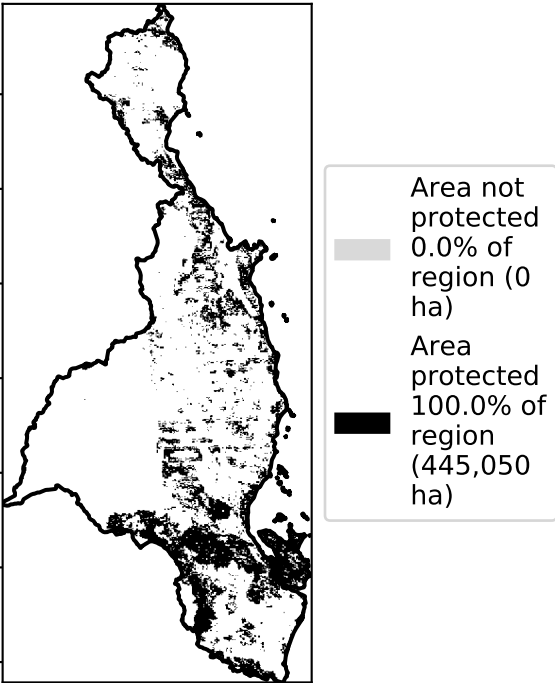 Area not
protected
0.0% of
region (0
ha)
Area
protected
100.0% of
region
(445,050
ha)